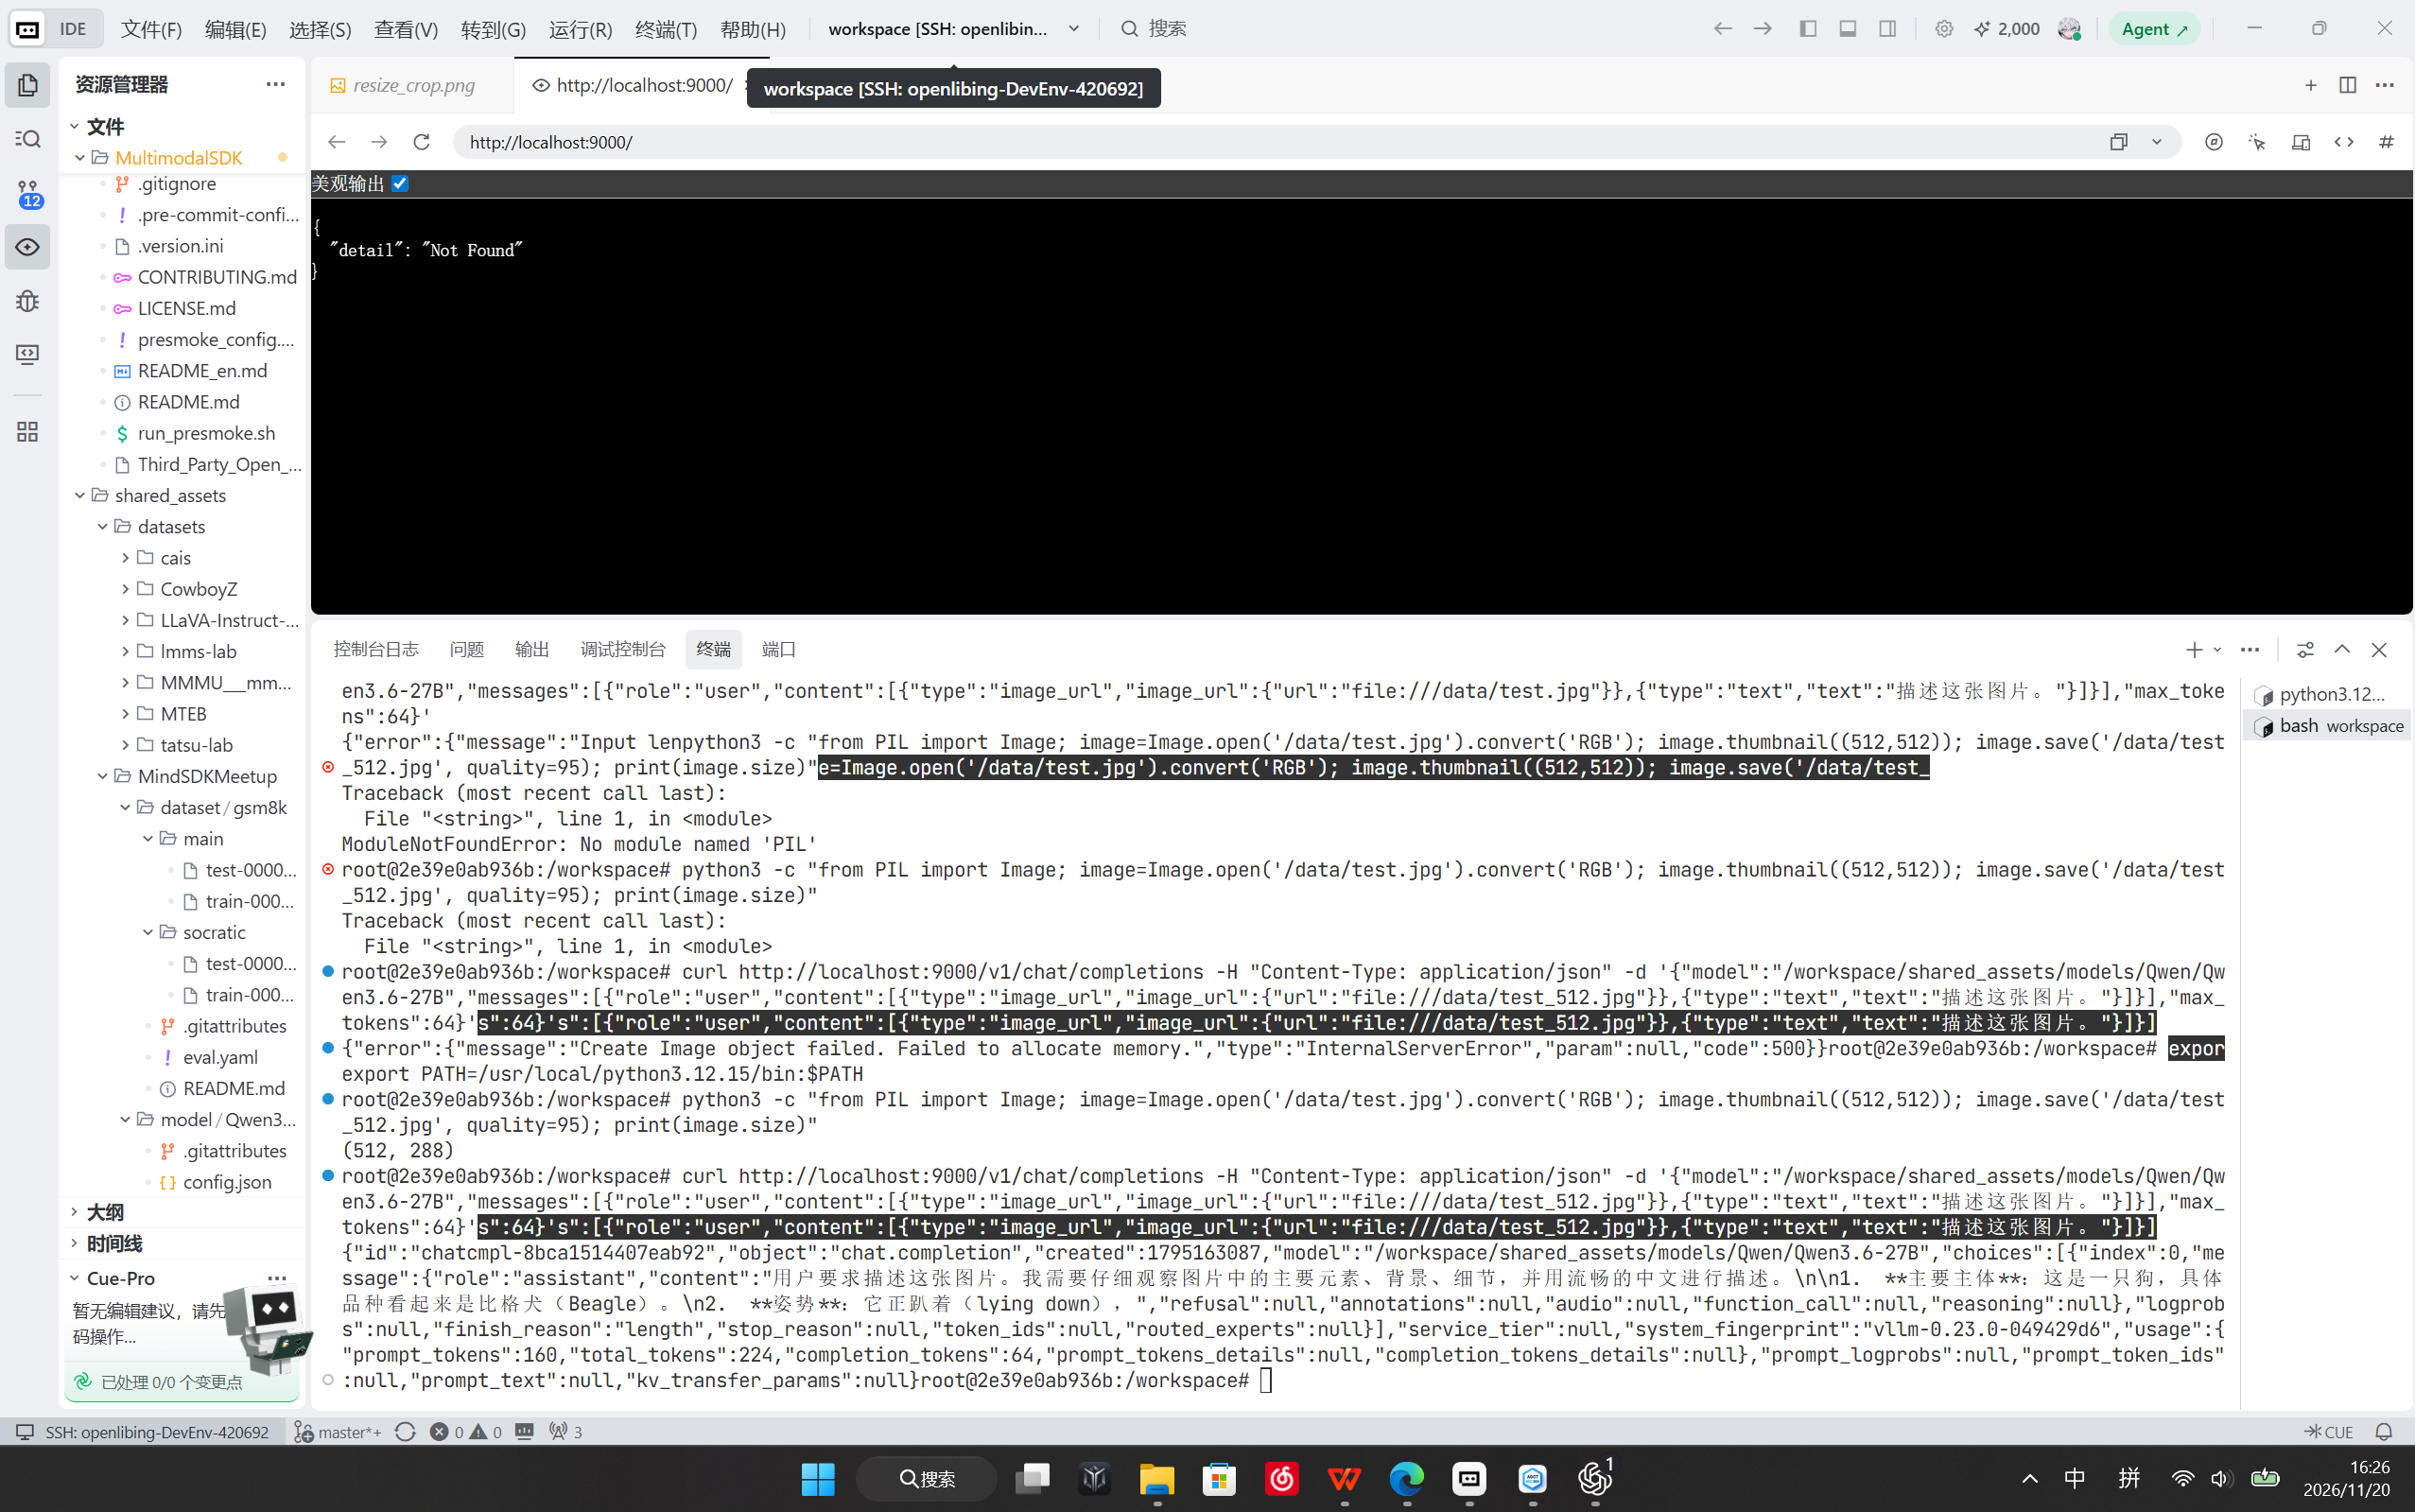 IDE 文件(F) 编辑(E) 选择(S) 查看(V) 转到(G) 运行(R) 终端(T) 帮助(H) workspace [SSH: openlibin... 搜索 2,000 Agent
资源管理器
resize_crop.png
http://localhost:9000/
workspace [SSH: openlibing-DevEnv-420692]
文件
MultimodalSDK
.gitignore
12
.pre-commit-confi...
.version.ini
CONTRIBUTING.md
LICENSE.md
presmoke_config....
README_en.md
README.md
run_presmoke.sh
Third_Party_Open_...
shared_assets
datasets
cais
CowboyZ
LLaVA-Instruct-...
lmms-lab
MMMU___mm...
MTEB
tatsu-lab
MindSDKMeetup
dataset/gsm8k
main
test-0000...
train-000...
socratic
test-0000...
train-000...
.gitattributes
eval.yaml
README.md
model/Qwen3...
.gitattributes
config.json
大纲
时间线
Cue-Pro
暂无编辑建议，请先
码操作...
已处理 0/0 个变更点
http://localhost:9000/
美观输出
{
"detail": "Not Found"
}
控制台日志 问题 输出 调试控制台 终端 端口
en3.6-27B","messages":[{"role":"user","content":[{"type":"image_url","image_url":{"url":"file:///data/test.jpg"}},{"type":"text","text":"描述这张图片。"}]}],"max_toke
ns":64}'
{"error":{"message":"Input lenpython3 -c "from PIL import Image; image=Image.open('/data/test.jpg').convert('RGB'); image.thumbnail((512,512)); image.save('/data/test
_512.jpg', quality=95); print(image.size)"e=Image.open('/data/test.jpg').convert('RGB'); image.thumbnail((512,512)); image.save('/data/test_
Traceback (most recent call last):
File "<string>", line 1, in <module>
ModuleNotFoundError: No module named 'PIL'
root@2e39e0ab936b:/workspace# python3 -c "from PIL import Image; image=Image.open('/data/test.jpg').convert('RGB'); image.thumbnail((512,512)); image.save('/data/test
_512.jpg', quality=95); print(image.size)"
Traceback (most recent call last):
File "<string>", line 1, in <module>
root@2e39e0ab936b:/workspace# curl http://localhost:9000/v1/chat/completions -H "Content-Type: application/json" -d '{"model":"/workspace/shared_assets/models/Qwen/Qw
en3.6-27B","messages":[{"role":"user","content":[{"type":"image_url","image_url":{"url":"file:///data/test_512.jpg"}},{"type":"text","text":"描述这张图片。"}]}],"max_
tokens":64}'s":64}'s":[{"role":"user","content":[{"type":"image_url","image_url":{"url":"file:///data/test_512.jpg"}},{"type":"text","text":"描述这张图片。"}]}]
{"error":{"message":"Create Image object failed. Failed to allocate memory.","type":"InternalServerError","param":null,"code":500}}root@2e39e0ab936b:/workspace# expor
export PATH=/usr/local/python3.12.15/bin:$PATH
root@2e39e0ab936b:/workspace# python3 -c "from PIL import Image; image=Image.open('/data/test.jpg').convert('RGB'); image.thumbnail((512,512)); image.save('/data/test
_512.jpg', quality=95); print(image.size)"
(512, 288)
root@2e39e0ab936b:/workspace# curl http://localhost:9000/v1/chat/completions -H "Content-Type: application/json" -d '{"model":"/workspace/shared_assets/models/Qwen/Qw
en3.6-27B","messages":[{"role":"user","content":[{"type":"image_url","image_url":{"url":"file:///data/test_512.jpg"}},{"type":"text","text":"描述这张图片。"}]}],"max_
tokens":64}'s":64}'s":[{"role":"user","content":[{"type":"image_url","image_url":{"url":"file:///data/test_512.jpg"}},{"type":"text","text":"描述这张图片。"}]}]
{"id":"chatcmpl-8bca1514407eab92","object":"chat.completion","created":1795163087,"model":"/workspace/shared_assets/models/Qwen/Qwen3.6-27B","choices":[{"index":0,"me
ssage":{"role":"assistant","content":"用户要求描述这张图片。我需要仔细观察图片中的主要元素、背景、细节，并用流畅的中文进行描述。\n\n1.  **主要主体**：这是一只狗，具体
品种看起来是比格犬（Beagle）。\n2.  **姿势**：它正趴着（lying down），","refusal":null,"annotations":null,"audio":null,"function_call":null,"reasoning":null},"logprob
s":null,"finish_reason":"length","stop_reason":null,"token_ids":null,"routed_experts":null}],"service_tier":null,"system_fingerprint":"vllm-0.23.0-049429d6","usage":{
"prompt_tokens":160,"total_tokens":224,"completion_tokens":64,"prompt_tokens_details":null,"completion_tokens_details":null},"prompt_logprobs":null,"prompt_token_ids"
:null,"prompt_text":null,"kv_transfer_params":null}root@2e39e0ab936b:/workspace#
python3.12...
bash workspace
SSH: openlibing-DevEnv-420692 master*+ 0 0 3 CUE
搜索
1
中 拼
16:26
2026/11/20